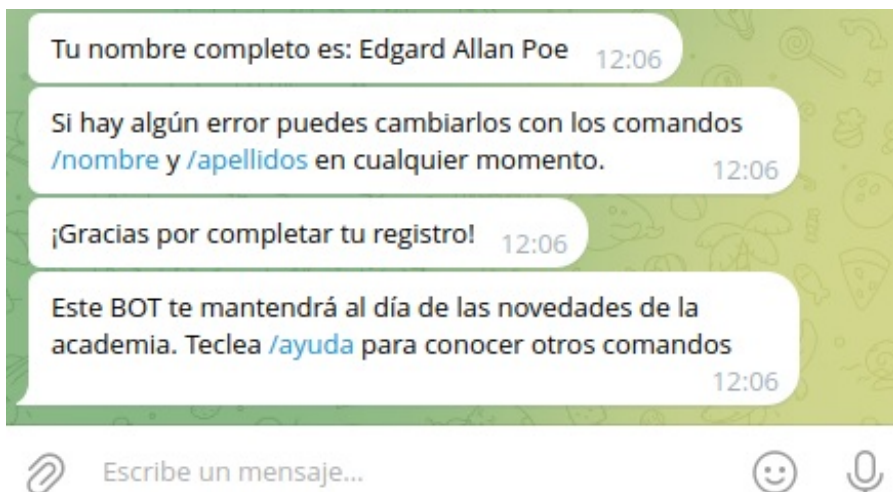 Tu nombre completo es: Edgard Allan Poe 12:06
Si hay algún error puedes cambiarlos con los comandos
/nombre y /apellidos en cualquier momento. 12:06
¡Gracias por completar tu registro! 12:06
Este BOT te mantendrá al día de las novedades de la
academia. Teclea /ayuda para conocer otros comandos
12:06
Escribe un mensaje...